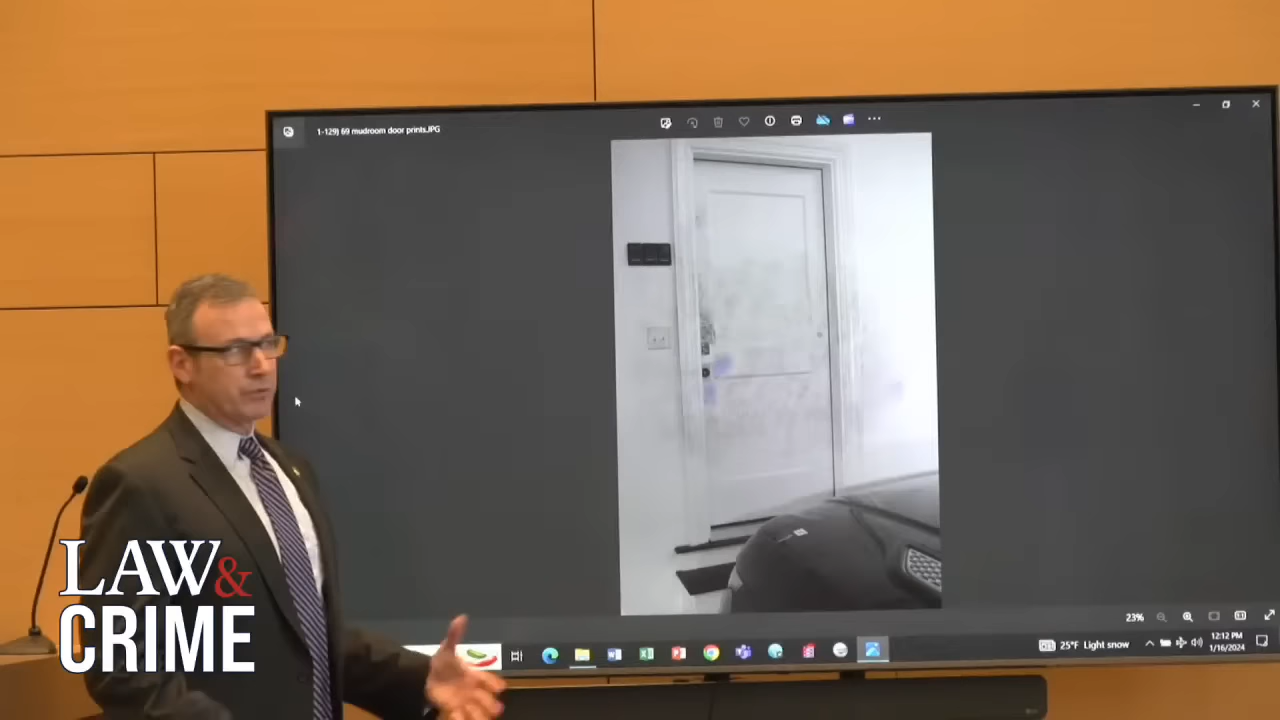 1-129) 69 mudroom door prints.JPG
23%
25°F Light snow
12:12 PM
1/16/2024
LAW&
CRIME